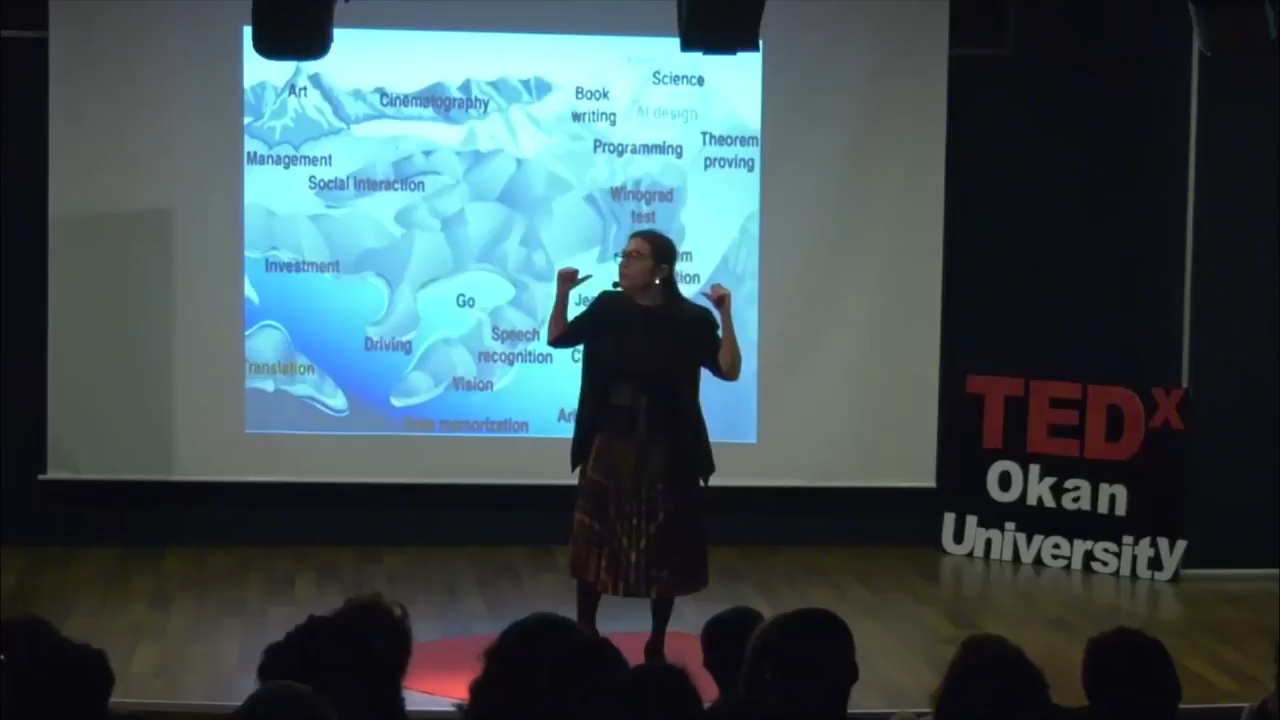 Art
Cinematography
Book
writing
Science
AI design
Programming
Theorem
proving
Management
Social Interaction
Winograd
test
Investment
Go
Driving
Speech
recognition
Vision
TEDx
Okan
University